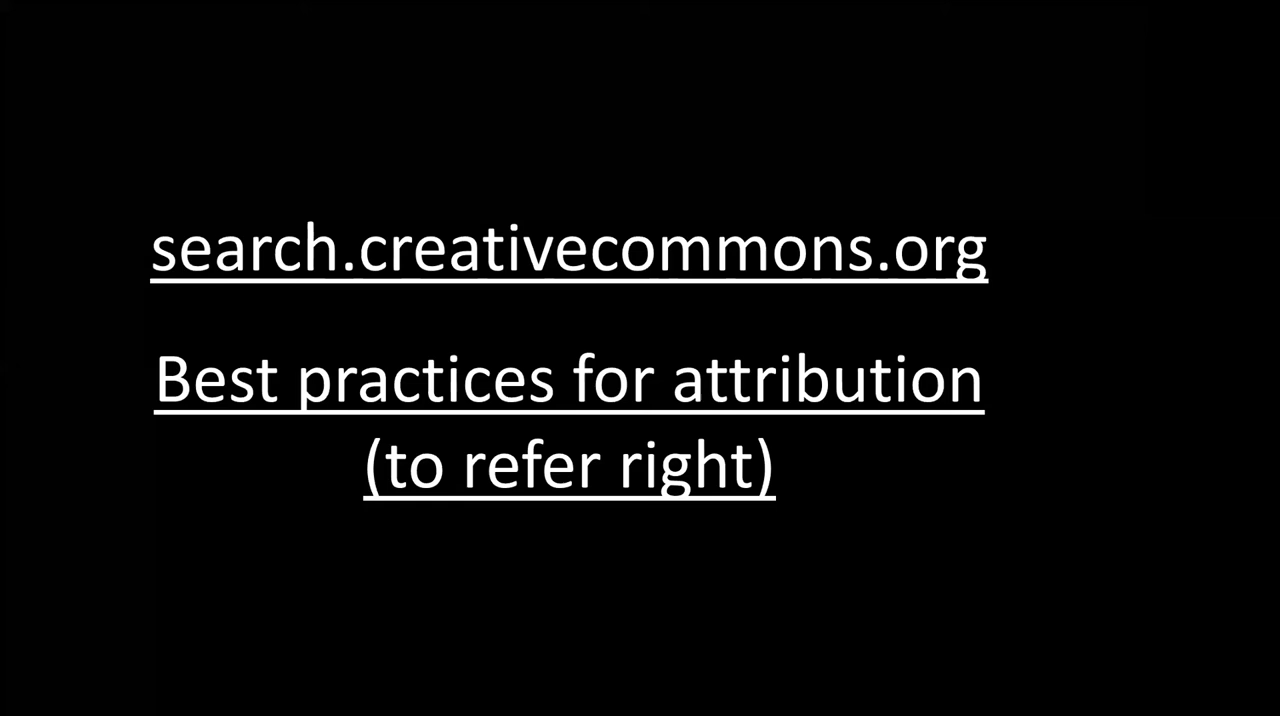 search.creativecommons.org
Best practices for attribution
(to refer right)